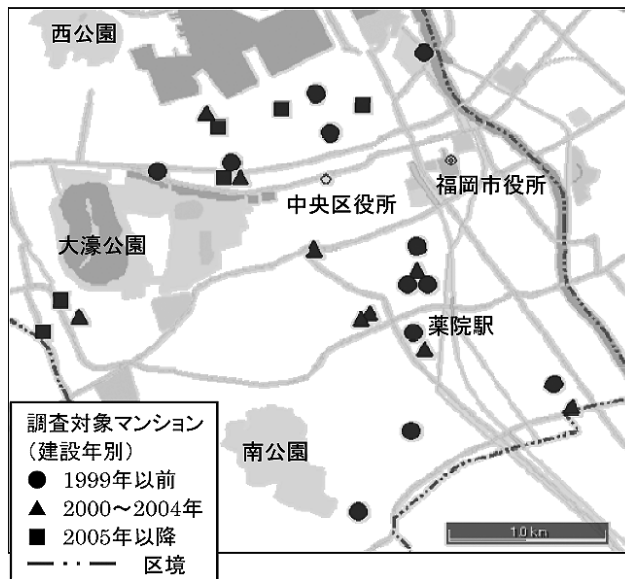 西公園
福岡市役所
中央区役所
大濠公園
薬院駅
南公園
調査対象マンション
(建設年別)
1999年以前
2000～2004年
2005年以降
区境
1.0km